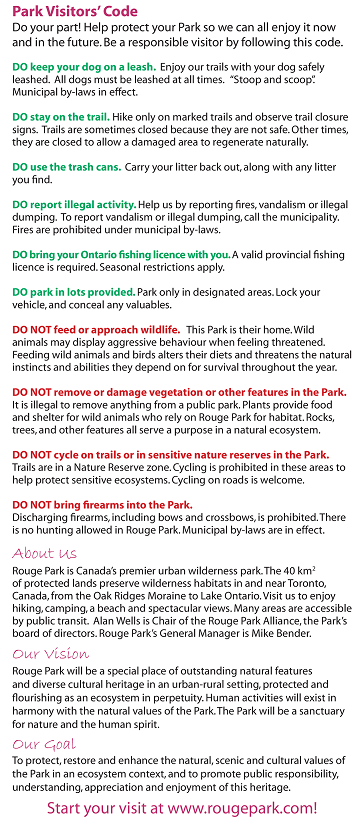 Park Visitors' Code
Do your part! Help protect your Park so we can all enjoy it now
and in the future. Be a responsible visitor by following this code.
DO keep your dog on a leash. Enjoy our trails with your dog safely
leashed. All dogs must be leashed at all times. "Stoop and scoop".
Municipal by-laws in effect.
DO stay on the trail. Hike only on marked trails and observe trail closure
signs. Trails are sometimes closed because they are not safe. Other times,
they are closed to allow a damaged area to regenerate naturally.
DO use the trash cans. Carry your litter back out, along with any litter
you find.
DO report illegal activity. Help us by reporting fires, vandalism or illegal
dumping. To report vandalism or illegal dumping, call the municipality.
Fires are prohibited under municipal by-laws.
DO bring your Ontario fishing licence with you. A valid provincial fishing
licence is required. Seasonal restrictions apply.
DO park in lots provided. Park only in designated areas. Lock your
vehicle, and conceal any valuables.
DO NOT feed or approach wildlife. This Park is their home. Wild
animals may display aggressive behaviour when feeling threatened.
Feeding wild animals and birds alters their diets and threatens the natural
instincts and abilities they depend on for survival throughout the year.
DO NOT remove or damage vegetation or other features in the Park.
It is illegal to remove anything from a public park. Plants provide food
and shelter for wild animals who rely on Rouge Park for habitat. Rocks,
trees, and other features all serve a purpose in a natural ecosystem.
DO NOT cycle on trails or in sensitive nature reserves in the Park.
Trails are in a Nature Reserve zone. Cycling is prohibited in these areas to
help protect sensitive ecosystems. Cycling on roads is welcome.
DO NOT bring firearms into the Park.
Discharging firearms, including bows and crossbows, is prohibited. There
is no hunting allowed in Rouge Park. Municipal by-laws are in effect.
About Us
Rouge Park is Canada's premier urban wilderness park. The 40 km²
of protected lands preserve wilderness habitats in and near Toronto,
Canada, from the Oak Ridges Moraine to Lake Ontario. Visit us to enjoy
hiking, camping, a beach and spectacular views. Many areas are accessible
by public transit. Alan Wells is Chair of the Rouge Park Alliance, the Park's
board of directors. Rouge Park's General Manager is Mike Bender.
Our Vision
Rouge Park will be a special place of outstanding natural features
and diverse cultural heritage in an urban-rural setting, protected and
flourishing as an ecosystem in perpetuity. Human activities will exist in
harmony with the natural values of the Park. The Park will be a sanctuary
for nature and the human spirit.
Our Goal
To protect, restore and enhance the natural, scenic and cultural values of
the Park in an ecosystem context, and to promote public responsibility,
understanding, appreciation and enjoyment of this heritage.
Start your visit at www.rougepark.com!